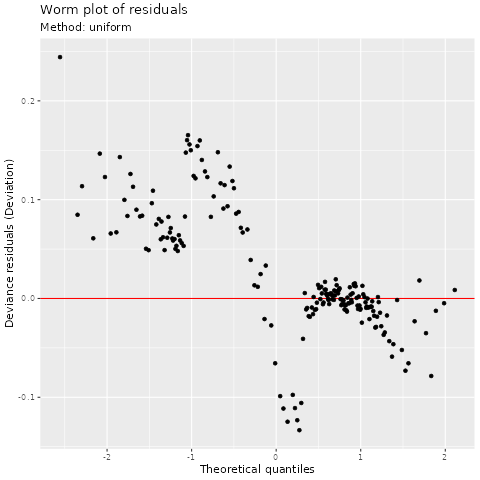 Worm plot of residuals
Method: uniform
Deviance residuals (Deviation)
0.2
0.1
0.0
-0.1
-2
-1
0
1
2
Theoretical quantiles